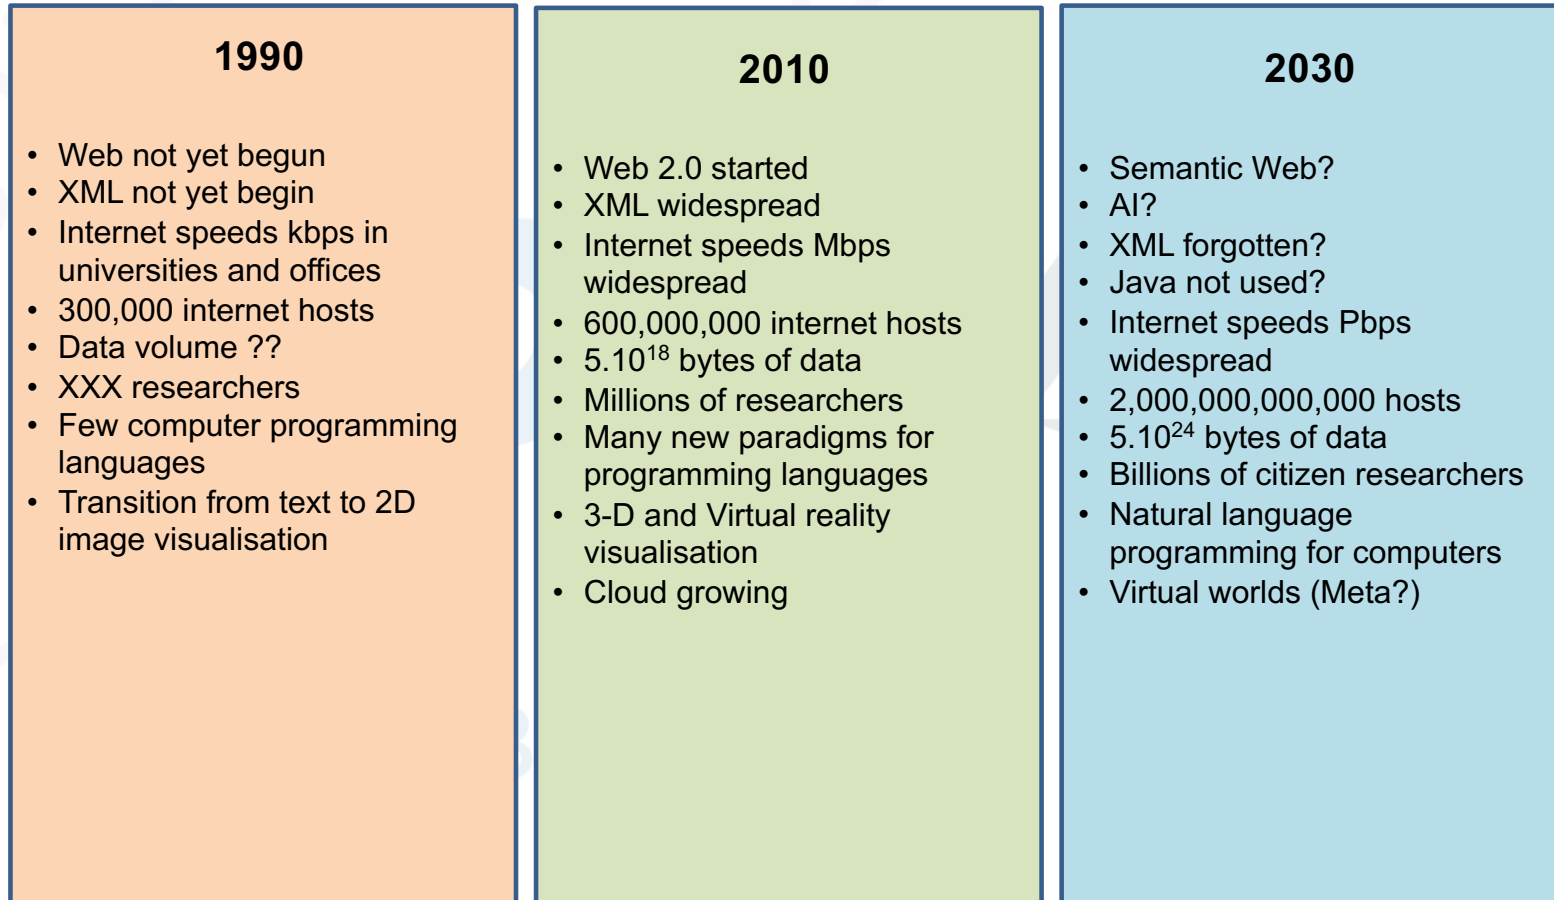 1990
• Web not yet begun
• XML not yet begin
• Internet speeds kbps in
universities and offices
• 300,000 internet hosts
• Data volume ??
• XXX researchers
• Few computer programming
languages
• Transition from text to 2D
image visualisation
2010
• Web 2.0 started
• XML widespread
• Internet speeds Mbps
widespread
• 600,000,000 internet hosts
• 5.10¹⁸ bytes of data
• Millions of researchers
• Many new paradigms for
programming languages
• 3-D and Virtual reality
visualisation
• Cloud growing
2030
• Semantic Web?
• AI?
• XML forgotten?
• Java not used?
• Internet speeds Pbps
widespread
• 2,000,000,000,000 hosts
• 5.10²⁴ bytes of data
• Billions of citizen researchers
• Natural language
programming for computers
• Virtual worlds (Meta?)